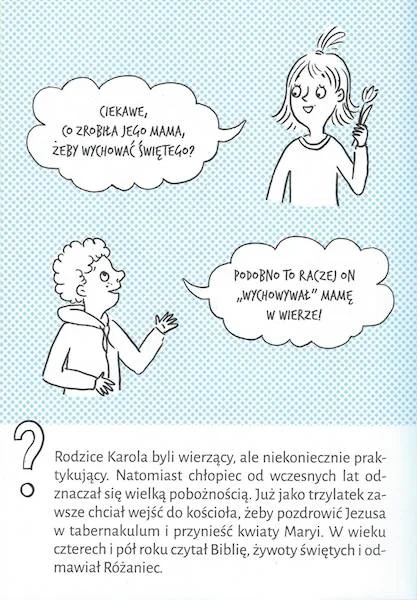 CIEKAWE,
CO ZROBIŁA JEGO MAMA,
ŻEBY WYCHOWAĆ ŚWIĘTEGO?
PODOBNO TO RACZEJ ON
„WYCHOWYWAŁ” MAMĘ
W WIERZE!
?
Rodzice Karola byli wierzący, ale niekoniecznie prak-
tykujący. Natomiast chłopiec od wczesnych lat od-
znaczał się wielką pobożnością. Już jako trzylatek za-
wsze chciał wejść do kościoła, żeby pozdrowić Jezusa
w tabernakulum i przynieść kwiaty Maryi. W wieku
czterech i pół roku czytał Biblię, żywoty świętych i od-
mawiał Różaniec.